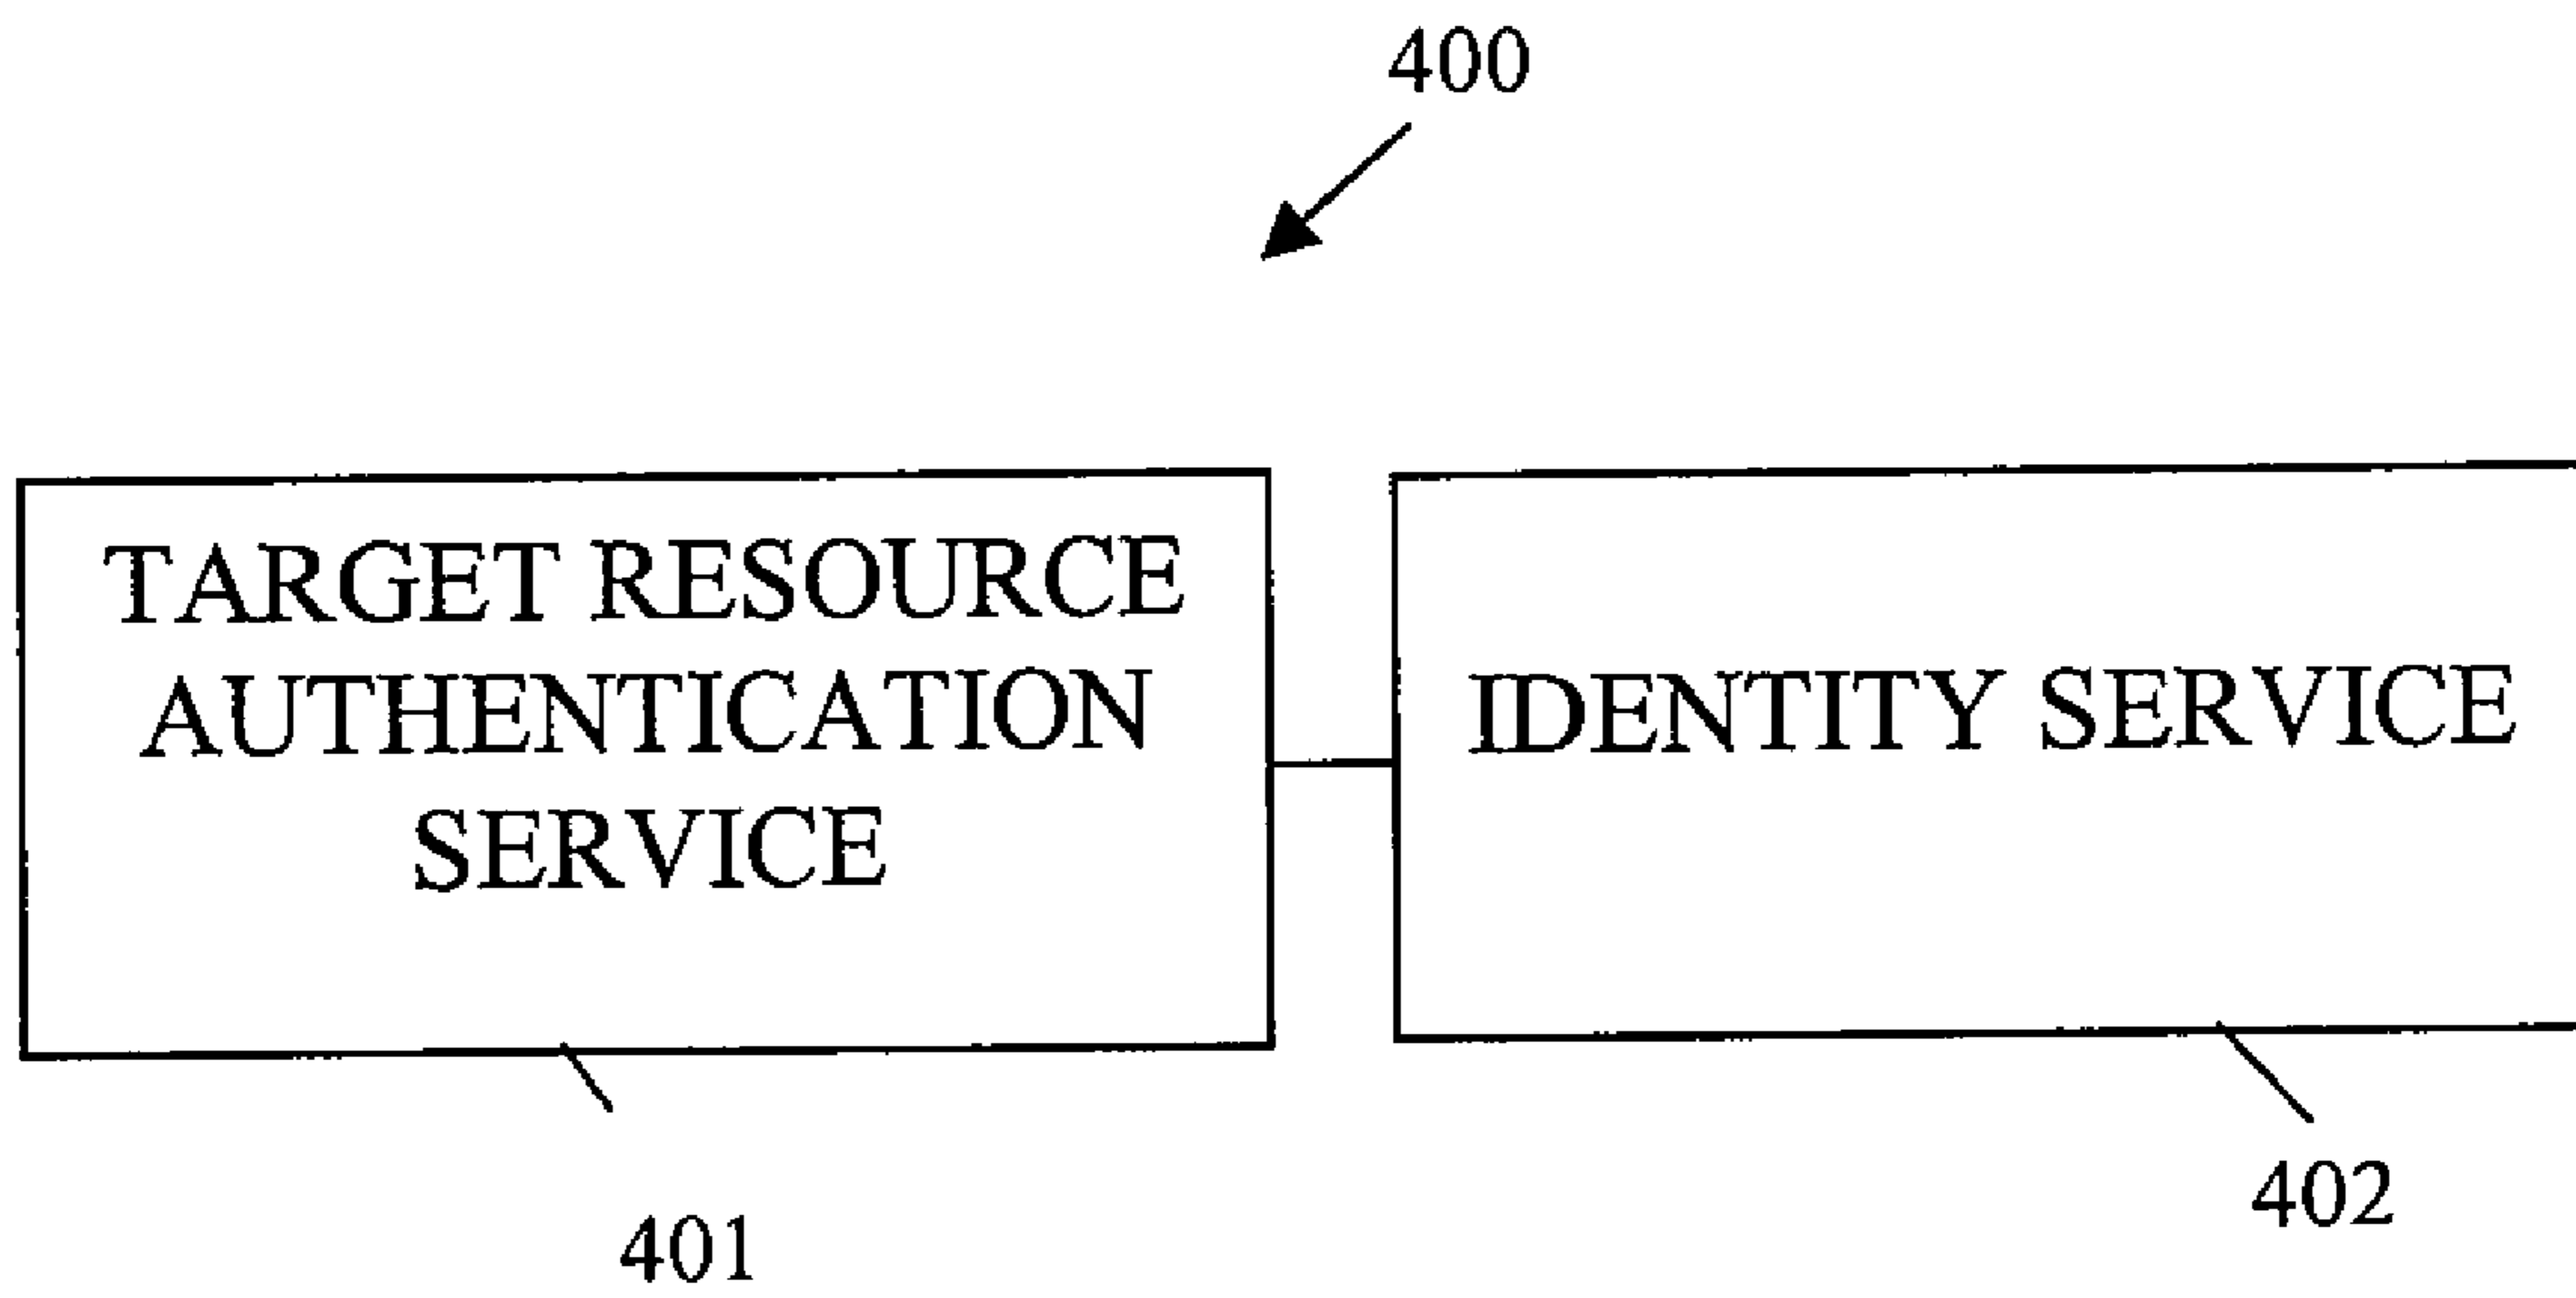 400
TARGET RESOURCE
AUTHENTICATION
SERVICE
IDENTITY SERVICE
401
402